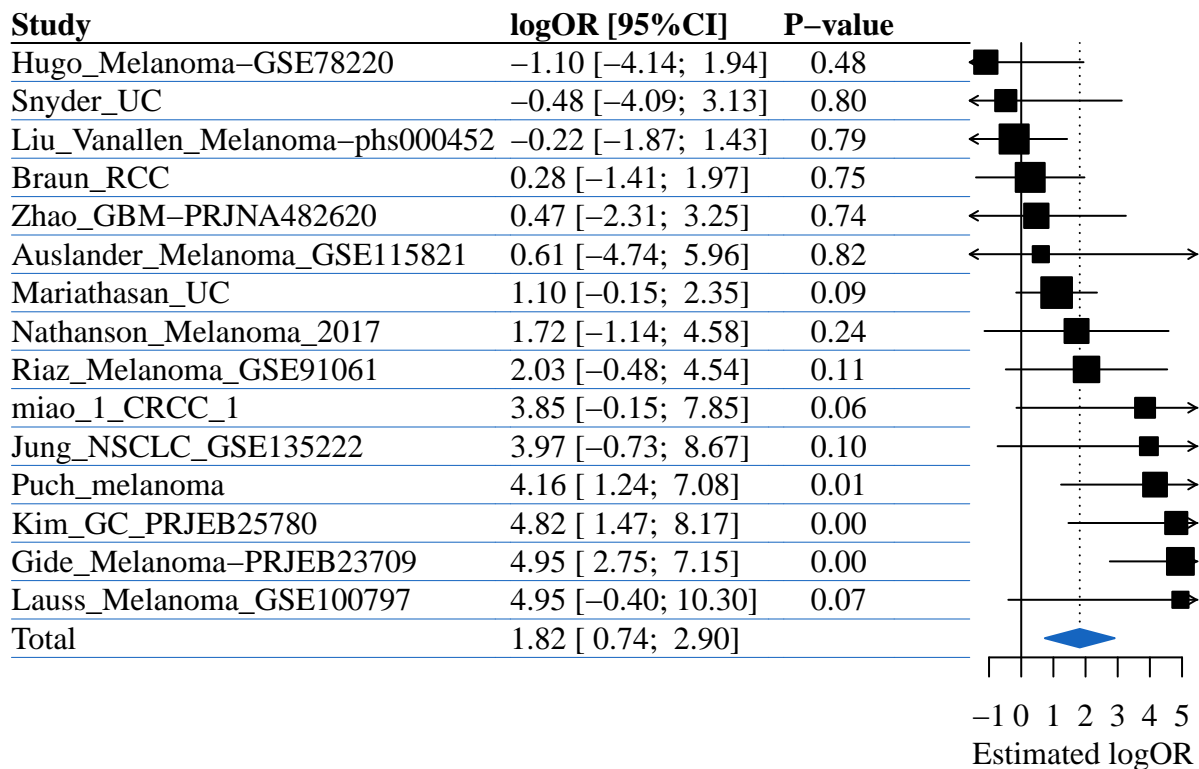 Study logOR [95%CI] P−value
Hugo_Melanoma−GSE78220 −1.10 [−4.14; 1.94] 0.48
Snyder_UC −0.48 [−4.09; 3.13] 0.80
Liu_Vanallen_Melanoma−phs000452 −0.22 [−1.87; 1.43] 0.79
Braun_RCC 0.28 [−1.41; 1.97] 0.75
Zhao_GBM−PRJNA482620 0.47 [−2.31; 3.25] 0.74
Auslander_Melanoma_GSE115821 0.61 [−4.74; 5.96] 0.82
Mariathasan_UC 1.10 [−0.15; 2.35] 0.09
Nathanson_Melanoma_2017 1.72 [−1.14; 4.58] 0.24
Riaz_Melanoma_GSE91061 2.03 [−0.48; 4.54] 0.11
miao_1_CRCC_1 3.85 [−0.15; 7.85] 0.06
Jung_NSCLC_GSE135222 3.97 [−0.73; 8.67] 0.10
Puch_melanoma 4.16 [ 1.24; 7.08] 0.01
Kim_GC_PRJEB25780 4.82 [ 1.47; 8.17] 0.00
Gide_Melanoma−PRJEB23709 4.95 [ 2.75; 7.15] 0.00
Lauss_Melanoma_GSE100797 4.95 [−0.40; 10.30] 0.07
Total 1.82 [ 0.74; 2.90]
−1 0 1 2 3 4 5
Estimated logOR